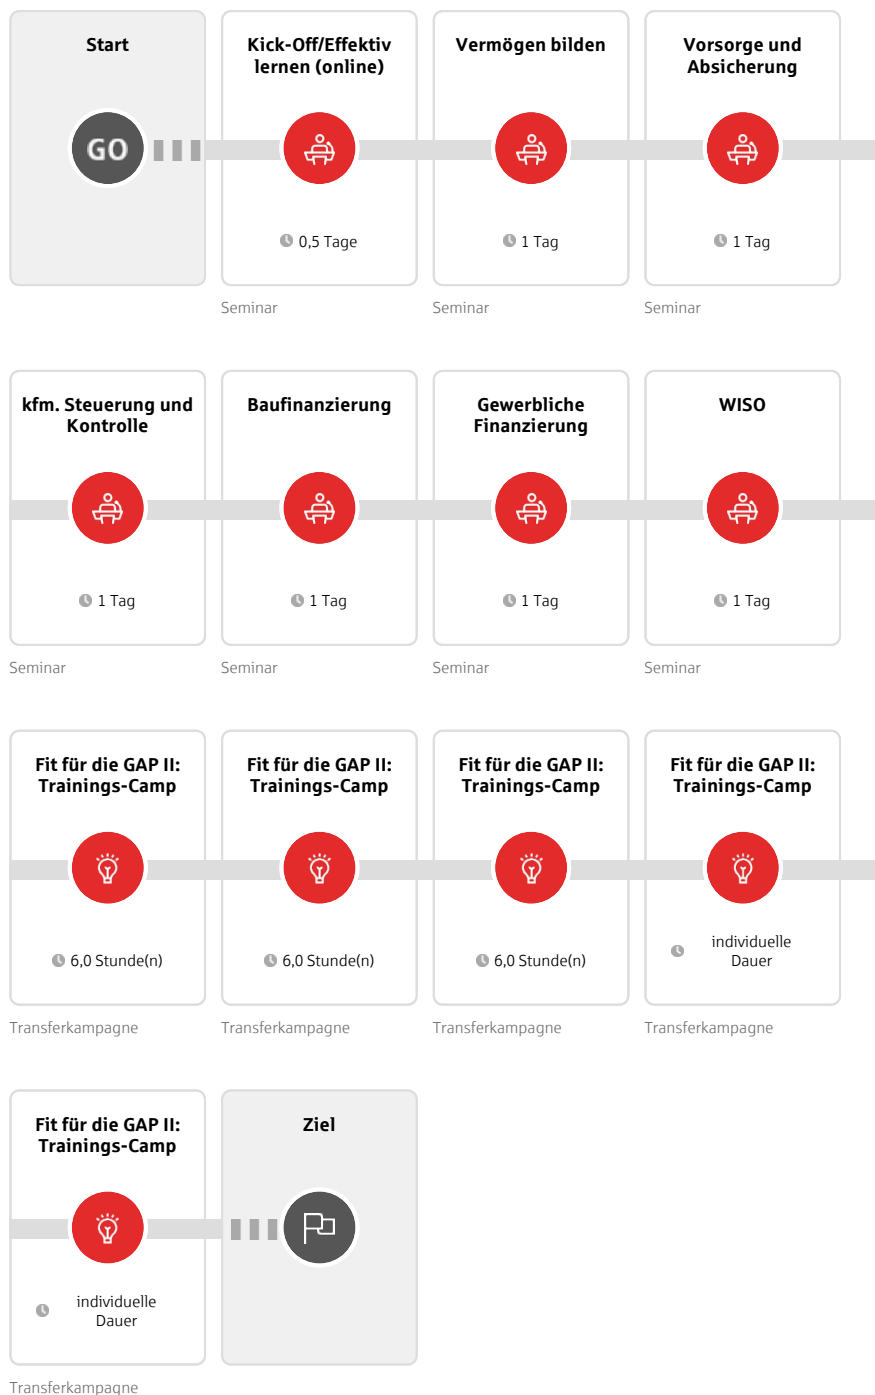 Start
GO
Kick-Off/Effektiv
lernen (online)
0,5 Tage
Seminar
Vermögen bilden
1 Tag
Seminar
Vorsorge und
Absicherung
1 Tag
Seminar
kfm. Steuerung und
Kontrolle
1 Tag
Seminar
Baufinanzierung
1 Tag
Seminar
Gewerbliche
Finanzierung
1 Tag
Seminar
WISO
1 Tag
Seminar
Fit für die GAP II:
Trainings-Camp
6,0 Stunde(n)
Transferkampagne
Fit für die GAP II:
Trainings-Camp
6,0 Stunde(n)
Transferkampagne
Fit für die GAP II:
Trainings-Camp
6,0 Stunde(n)
Transferkampagne
Fit für die GAP II:
Trainings-Camp
individuelle
Dauer
Transferkampagne
Fit für die GAP II:
Trainings-Camp
individuelle
Dauer
Transferkampagne
Ziel